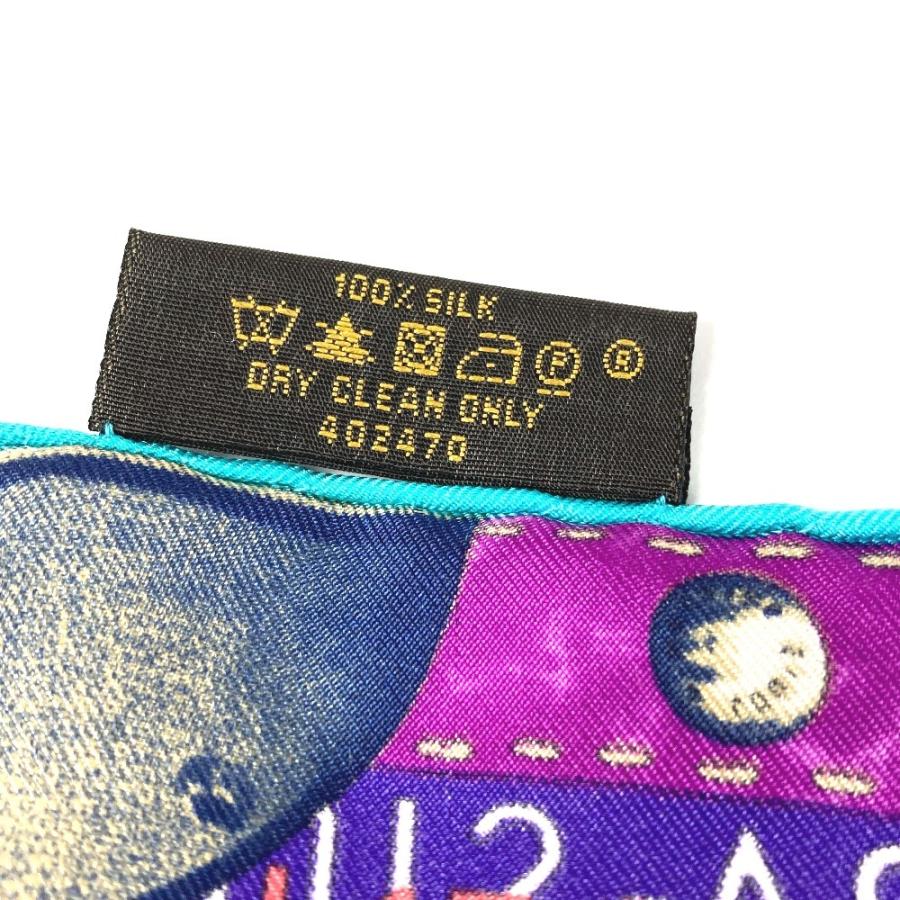 100% SILK
P R
DRY CLEAN ONLY
402470